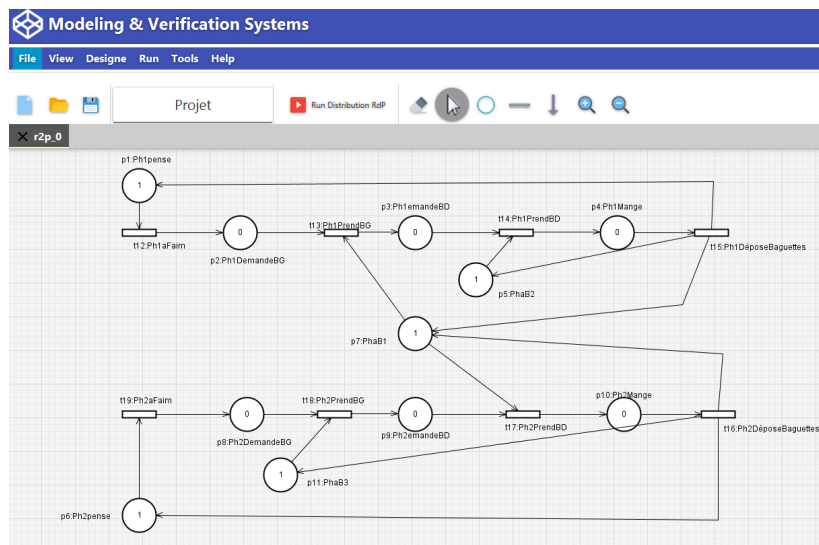 Modeling & Verification Systems
File View Designe Run Tools Help
Projet
Run Distribution RdP
r2p_0
p1:Ph1pense
1
p3:Ph1emandeBD
p4:Ph1Mange
t13:Ph1PrendBG
t14:Ph1PrendBD
0
0
0
t12:Ph1aFaim
t15:Ph1DéposeBaguettes
p2:Ph1DemandeBG
1
p5:PhaB2
1
p7:PhaB1
p10:Ph2Mange
t19:Ph2aFaim
t18:Ph2PrendBG
0
0
0
t17:Ph2PrendBD
t16:Ph2DéposeBaguettes
p8:Ph2DemandeBG
p9:Ph2emandeBD
1
p11:PhaB3
p6:Ph2pense
1